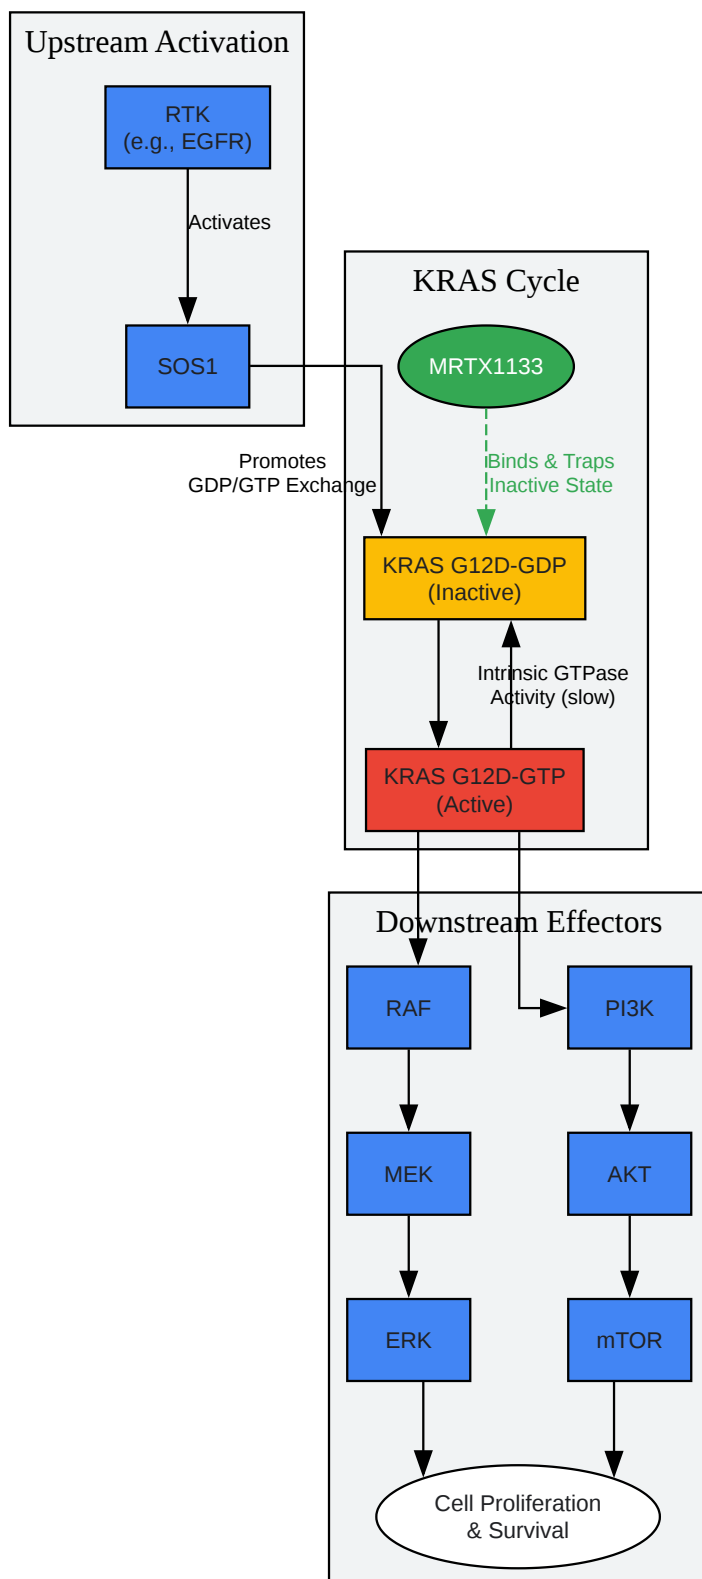 Upstream Activation
RTK
(e.g., EGFR)
Activates
SOS1
KRAS Cycle
MRTX1133
Promotes
GDP/GTP Exchange
Binds & Traps
Inactive State
KRAS G12D-GDP
(Inactive)
Intrinsic GTPase
Activity (slow)
KRAS G12D-GTP
(Active)
Downstream Effectors
RAF
PI3K
MEK
AKT
ERK
mTOR
Cell Proliferation
& Survival